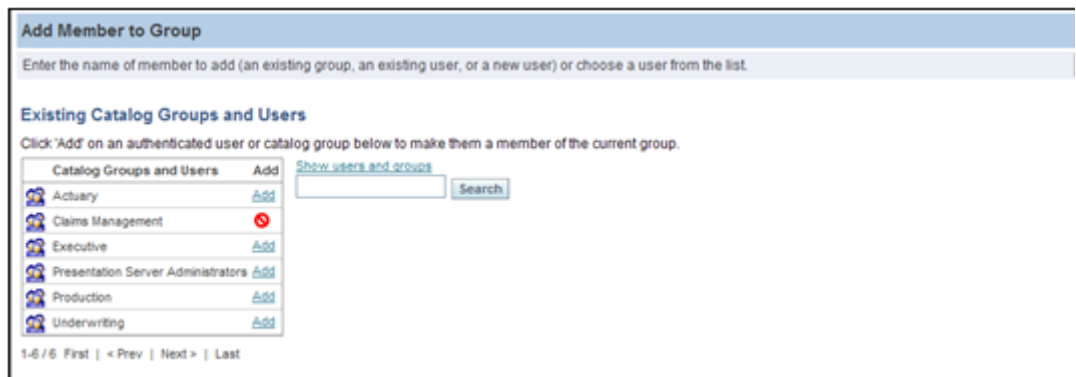 Add Member to Group
Enter the name of member to add (an existing group, an existing user, or a new user) or choose a user from the list.
Existing Catalog Groups and Users
Click 'Add' on an authenticated user or catalog group below to make them a member of the current group.
Catalog Groups and Users Add Show users and groups
Search
Actuary Add
Claims Management
Executive Add
Presentation Server Administrators Add
Production Add
Underwriting Add
1-6 / 6 First | < Prev | Next > | Last